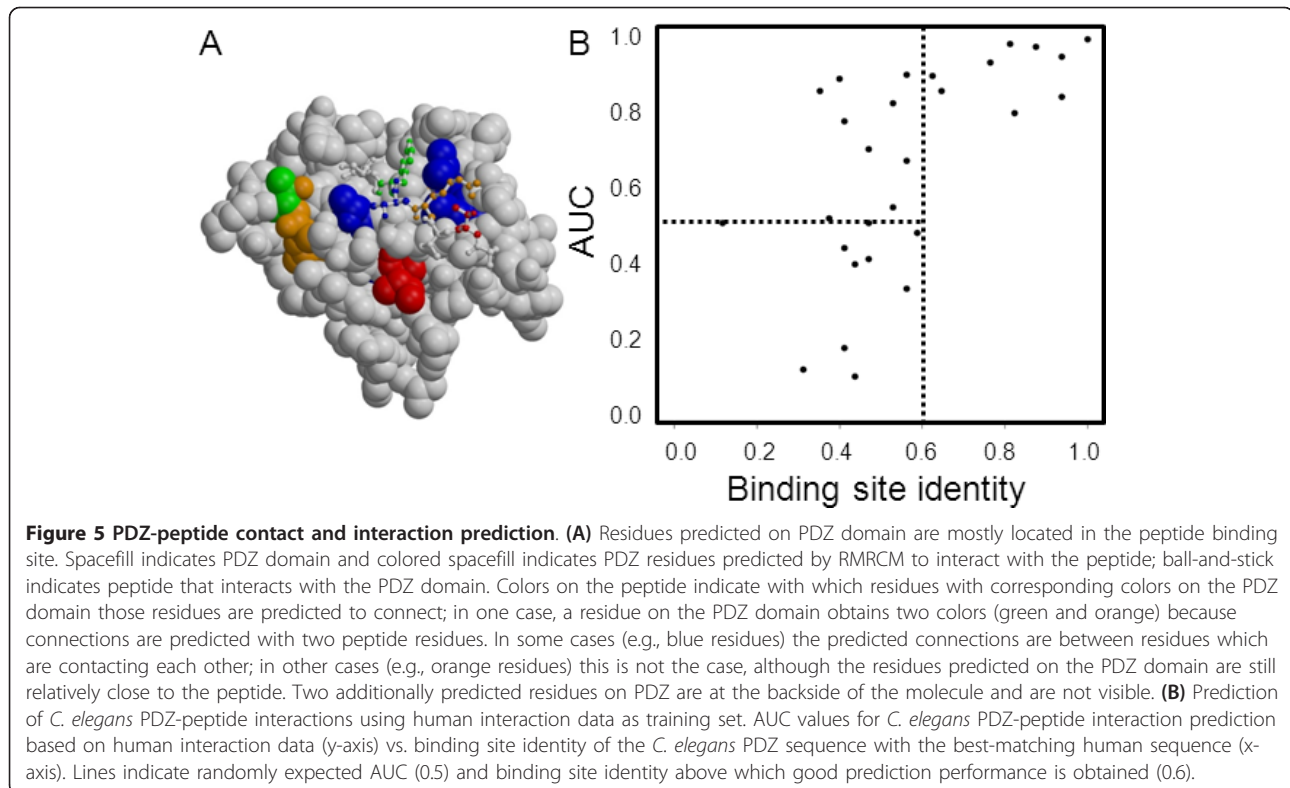 A
B
1.0
0.8
0.6
0.4
0.2
0.0
AUC
0.0 0.2 0.4 0.6 0.8 1.0
Binding site identity
Figure 5 PDZ-peptide contact and interaction prediction. (A) Residues predicted on PDZ domain are mostly located in the peptide binding
site. Spacefill indicates PDZ domain and colored spacefill indicates PDZ residues predicted by RMRCM to interact with the peptide; ball-and-stick
indicates peptide that interacts with the PDZ domain. Colors on the peptide indicate with which residues with corresponding colors on the PDZ
domain those residues are predicted to connect; in one case, a residue on the PDZ domain obtains two colors (green and orange) because
connections are predicted with two peptide residues. In some cases (e.g., blue residues) the predicted connections are between residues which
are contacting each other; in other cases (e.g., orange residues) this is not the case, although the residues predicted on the PDZ domain are still
relatively close to the peptide. Two additionally predicted residues on PDZ are at the backside of the molecule and are not visible. (B) Prediction
of C. elegans PDZ-peptide interactions using human interaction data as training set. AUC values for C. elegans PDZ-peptide interaction prediction
based on human interaction data (y-axis) vs. binding site identity of the C. elegans PDZ sequence with the best-matching human sequence (x-
axis). Lines indicate randomly expected AUC (0.5) and binding site identity above which good prediction performance is obtained (0.6).